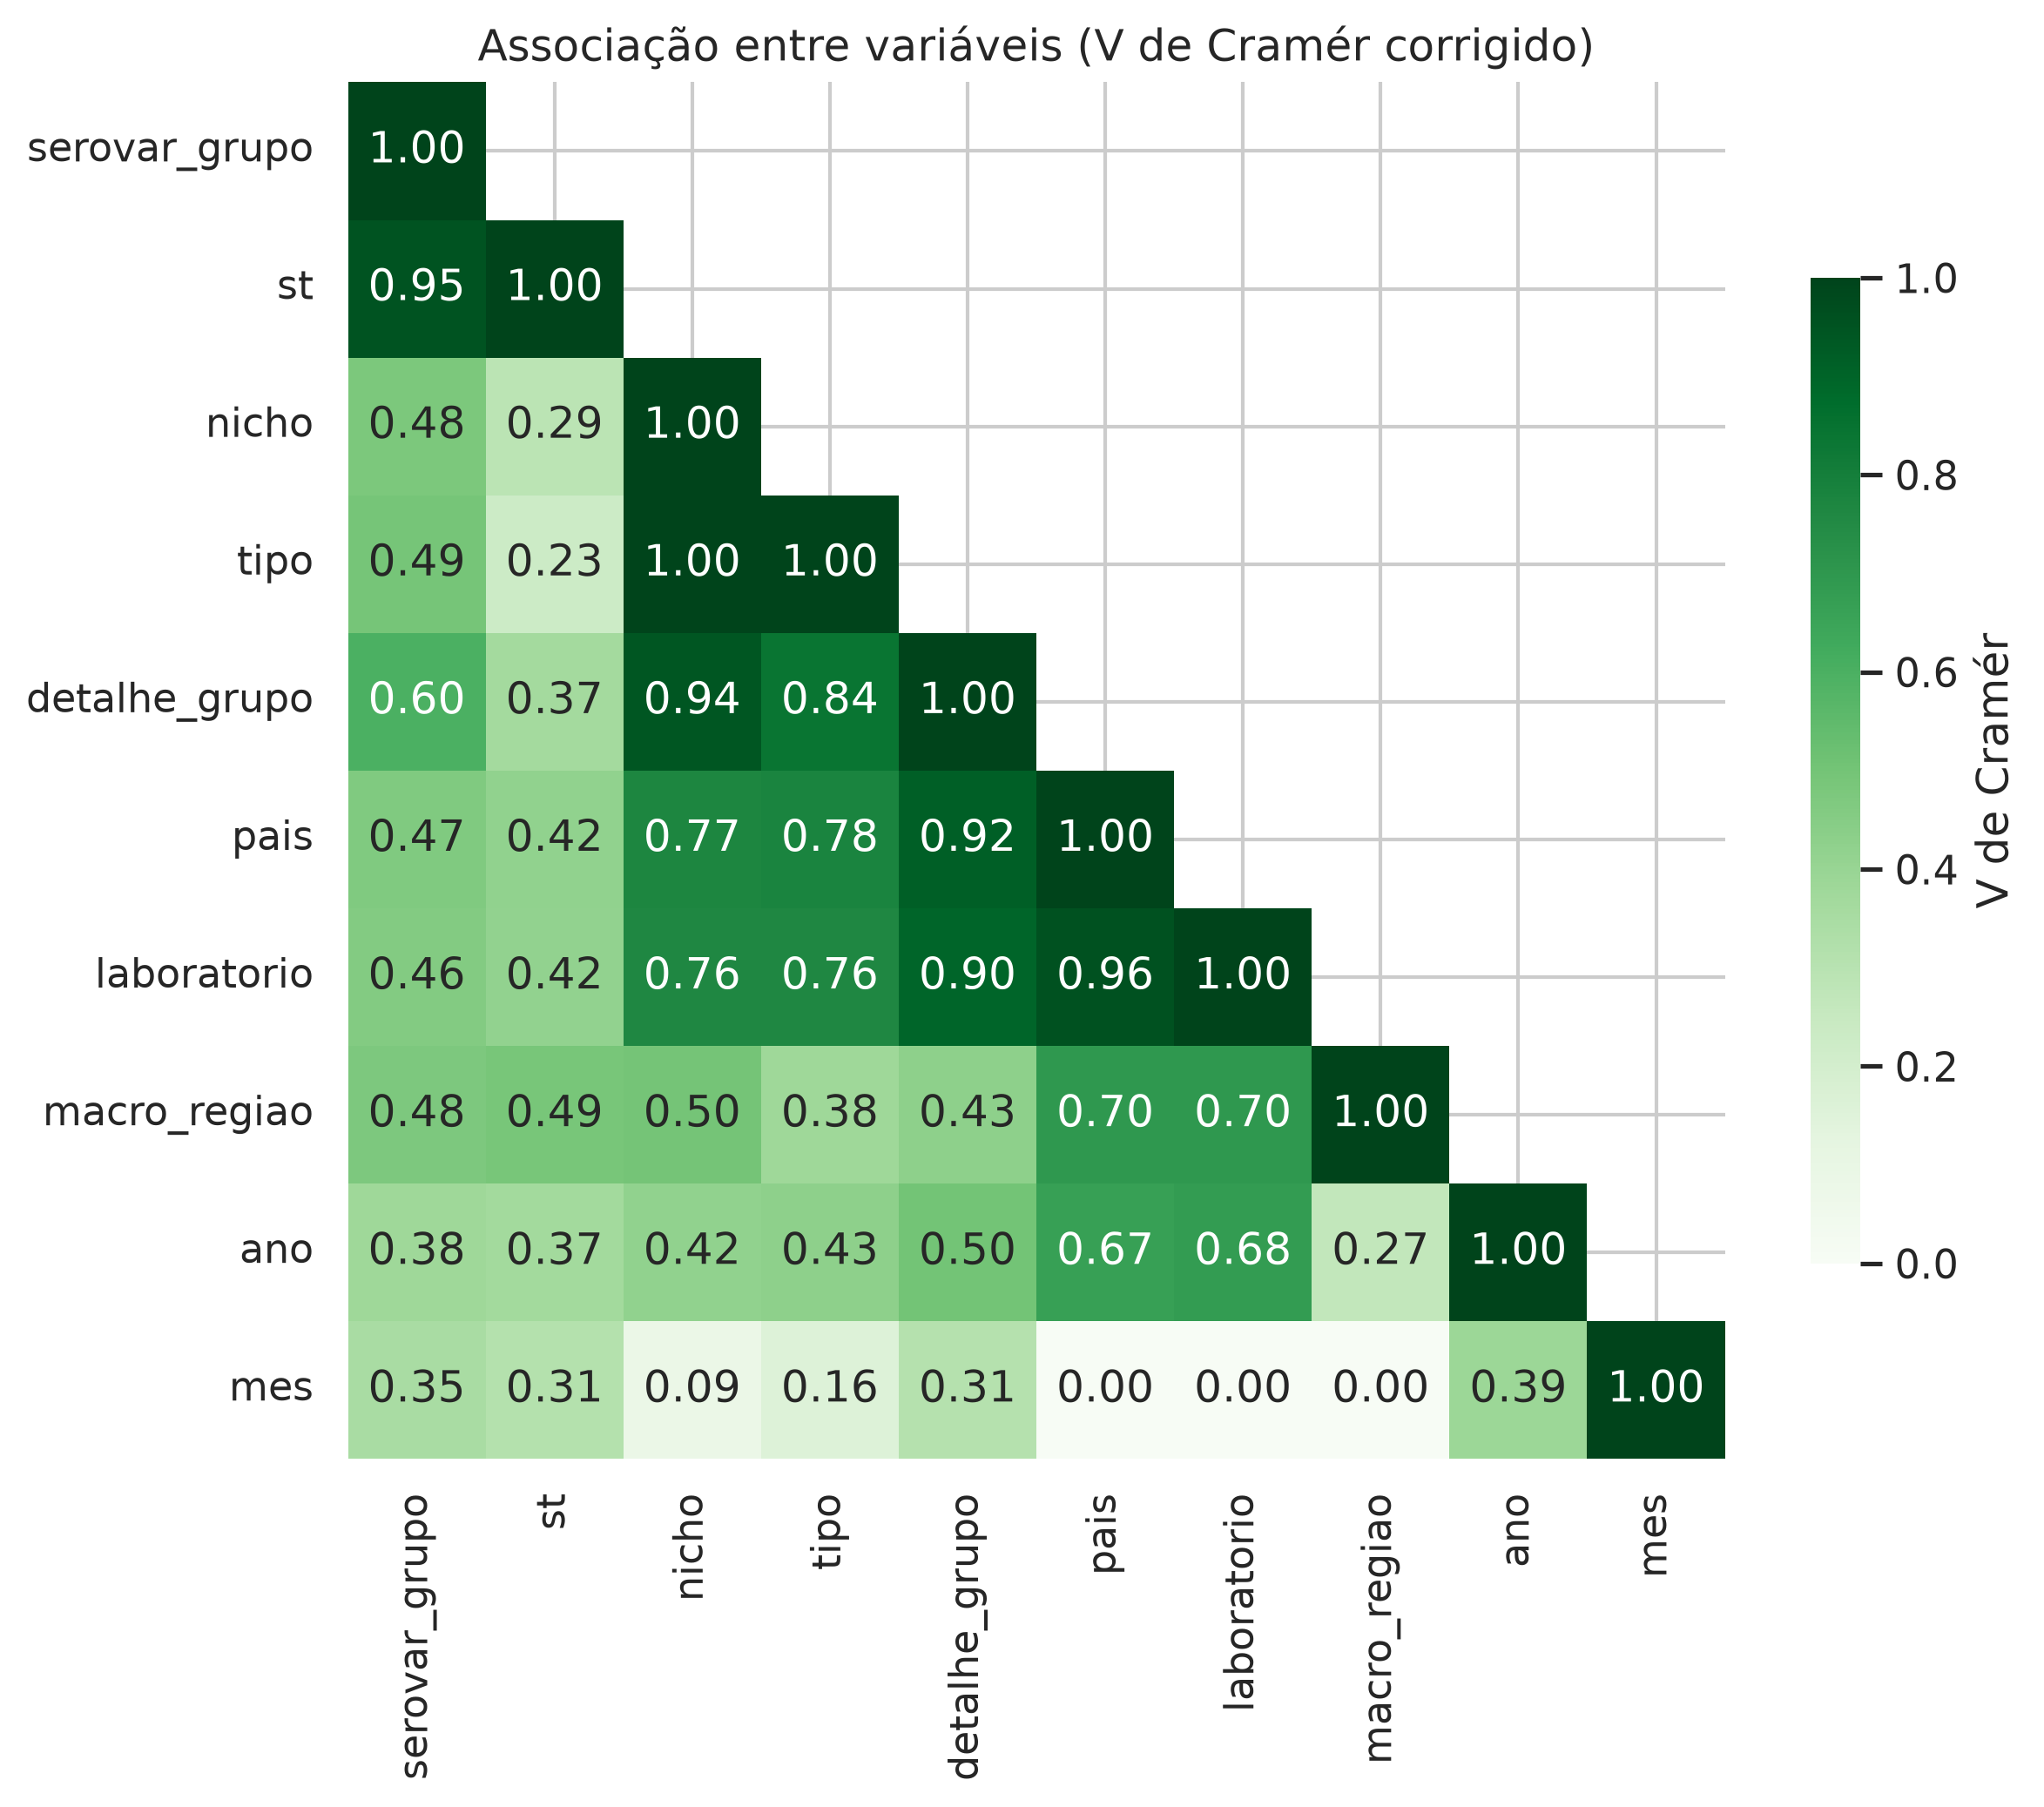 Associação entre variáveis (V de Cramér corrigido)
serovar_grupo 1.00
st 0.95 1.00
nicho 0.48 0.29 1.00
tipo 0.49 0.23 1.00 1.00
detalhe_grupo 0.60 0.37 0.94 0.84 1.00
pais 0.47 0.42 0.77 0.78 0.92 1.00
laboratorio 0.46 0.42 0.76 0.76 0.90 0.96 1.00
macro_regiao 0.48 0.49 0.50 0.38 0.43 0.70 0.70 1.00
ano 0.38 0.37 0.42 0.43 0.50 0.67 0.68 0.27 1.00
mes 0.35 0.31 0.09 0.16 0.31 0.00 0.00 0.00 0.39 1.00
serovar_grupo
st
nicho
tipo
detalhe_grupo
pais
laboratorio
macro_regiao
ano
mes
1.0
0.8
0.6
0.4
0.2
0.0
V de Cramér